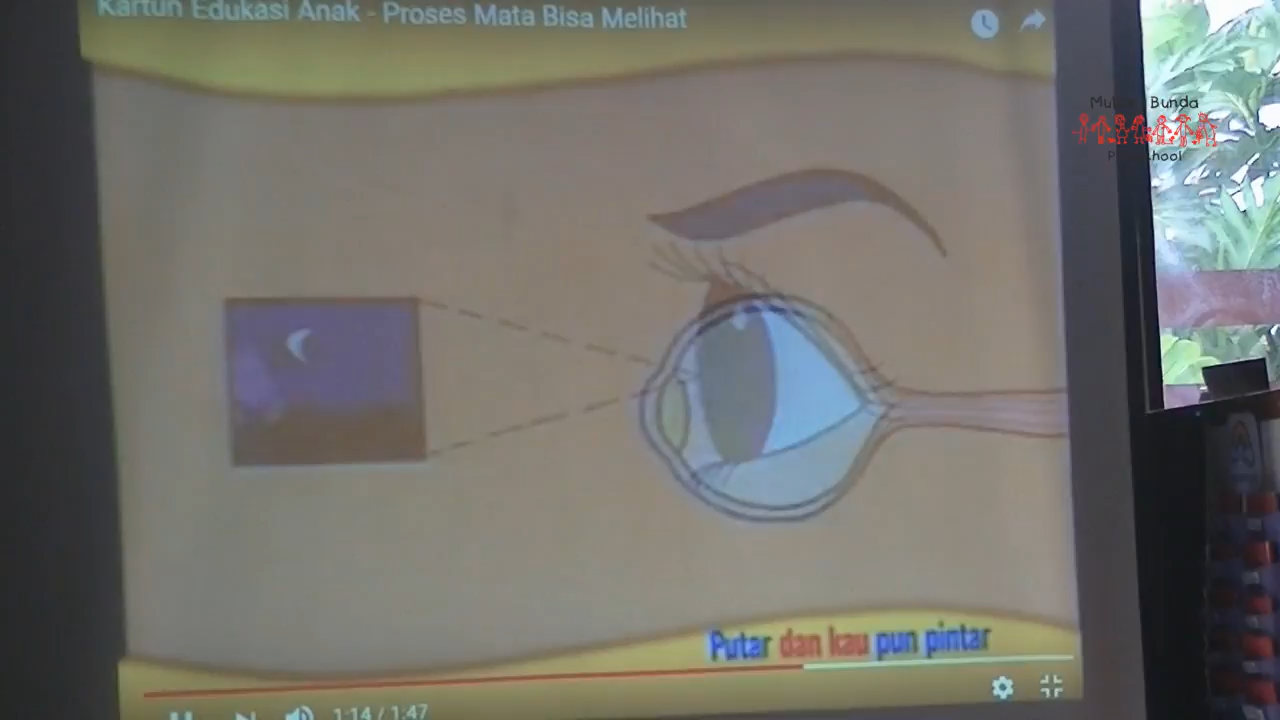 Kartun Edukasi Anak - Proses Mata Bisa Melihat
Bunda
Putar dan kau pun pintar
1:14 / 1:47